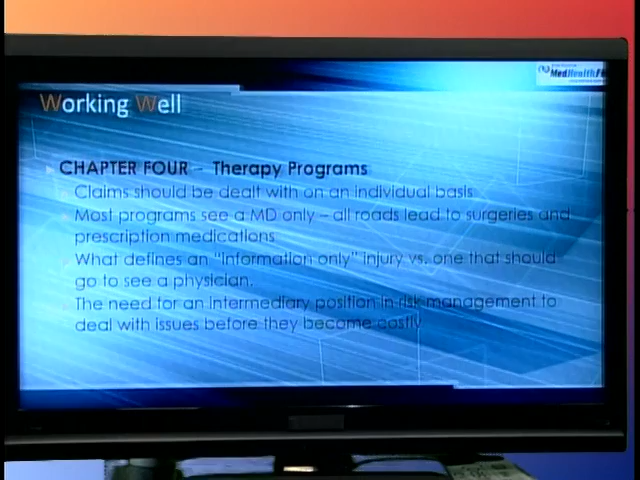 MedHealthFit
Working Well
CHAPTER FOUR – Therapy Programs
Claims should be dealt with on an individual basis
Most programs see a MD only – all roads lead to surgeries and
prescription medications
What defines an "information only" injury vs. one that should
go to see a physician.
The need for an intermediary position in risk management to
deal with issues before they become costly